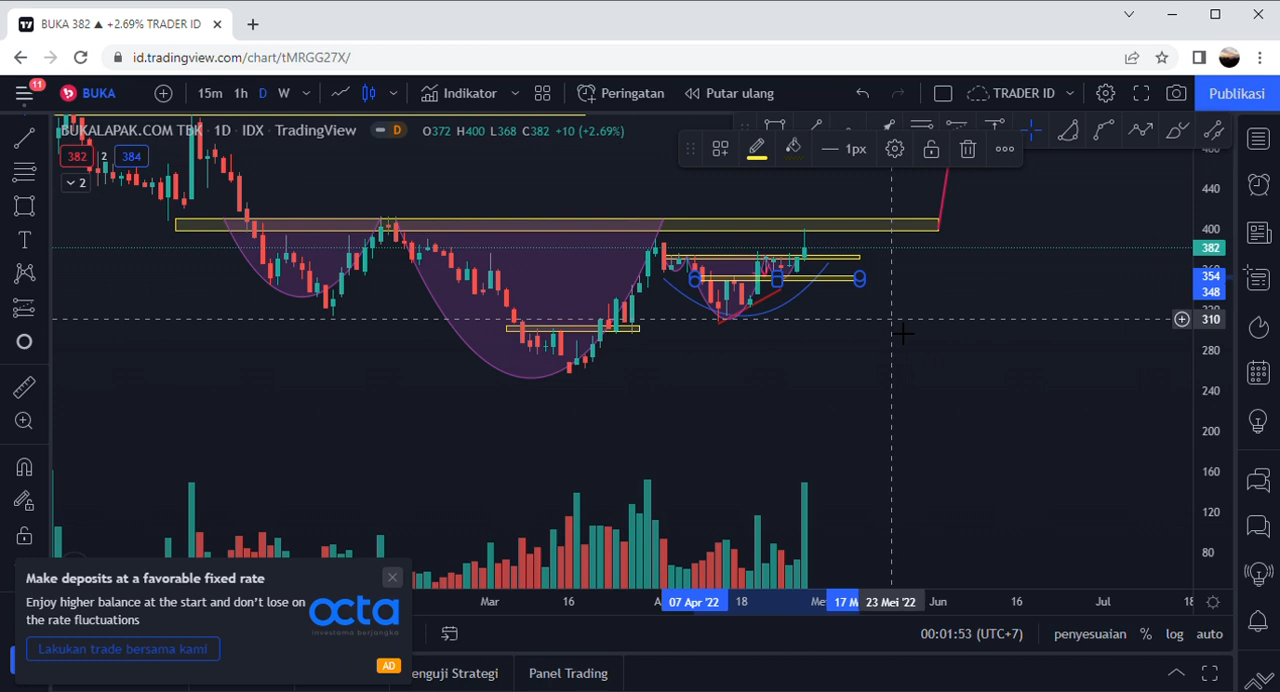 BUKA 382 ▲ +2.69% TRADER ID
id.tradingview.com/chart/tMRGG27X/
11
BUKA
15m 1h D W
Indikator
Peringatan
Putar ulang
TRADER ID
Publikasi
BUKALAPAK.COM TBK · 1D · IDX · TradingView
D
O372 H400 L368 C382 +10 (+2.69%)
382 2 384
2
1px
440
400
382
354
348
310
280
240
200
160
120
80
Mar 16 07 Apr '22 18 17 M 23 Mei '22 Jun 16 Jul
00:01:53 (UTC+7) penyesuaian % log auto
Make deposits at a favorable fixed rate
Enjoy higher balance at the start and don't lose on
the rate fluctuations
octa
investama berjangka
Lakukan trade bersama kami
AD
enguji Strategi Panel Trading